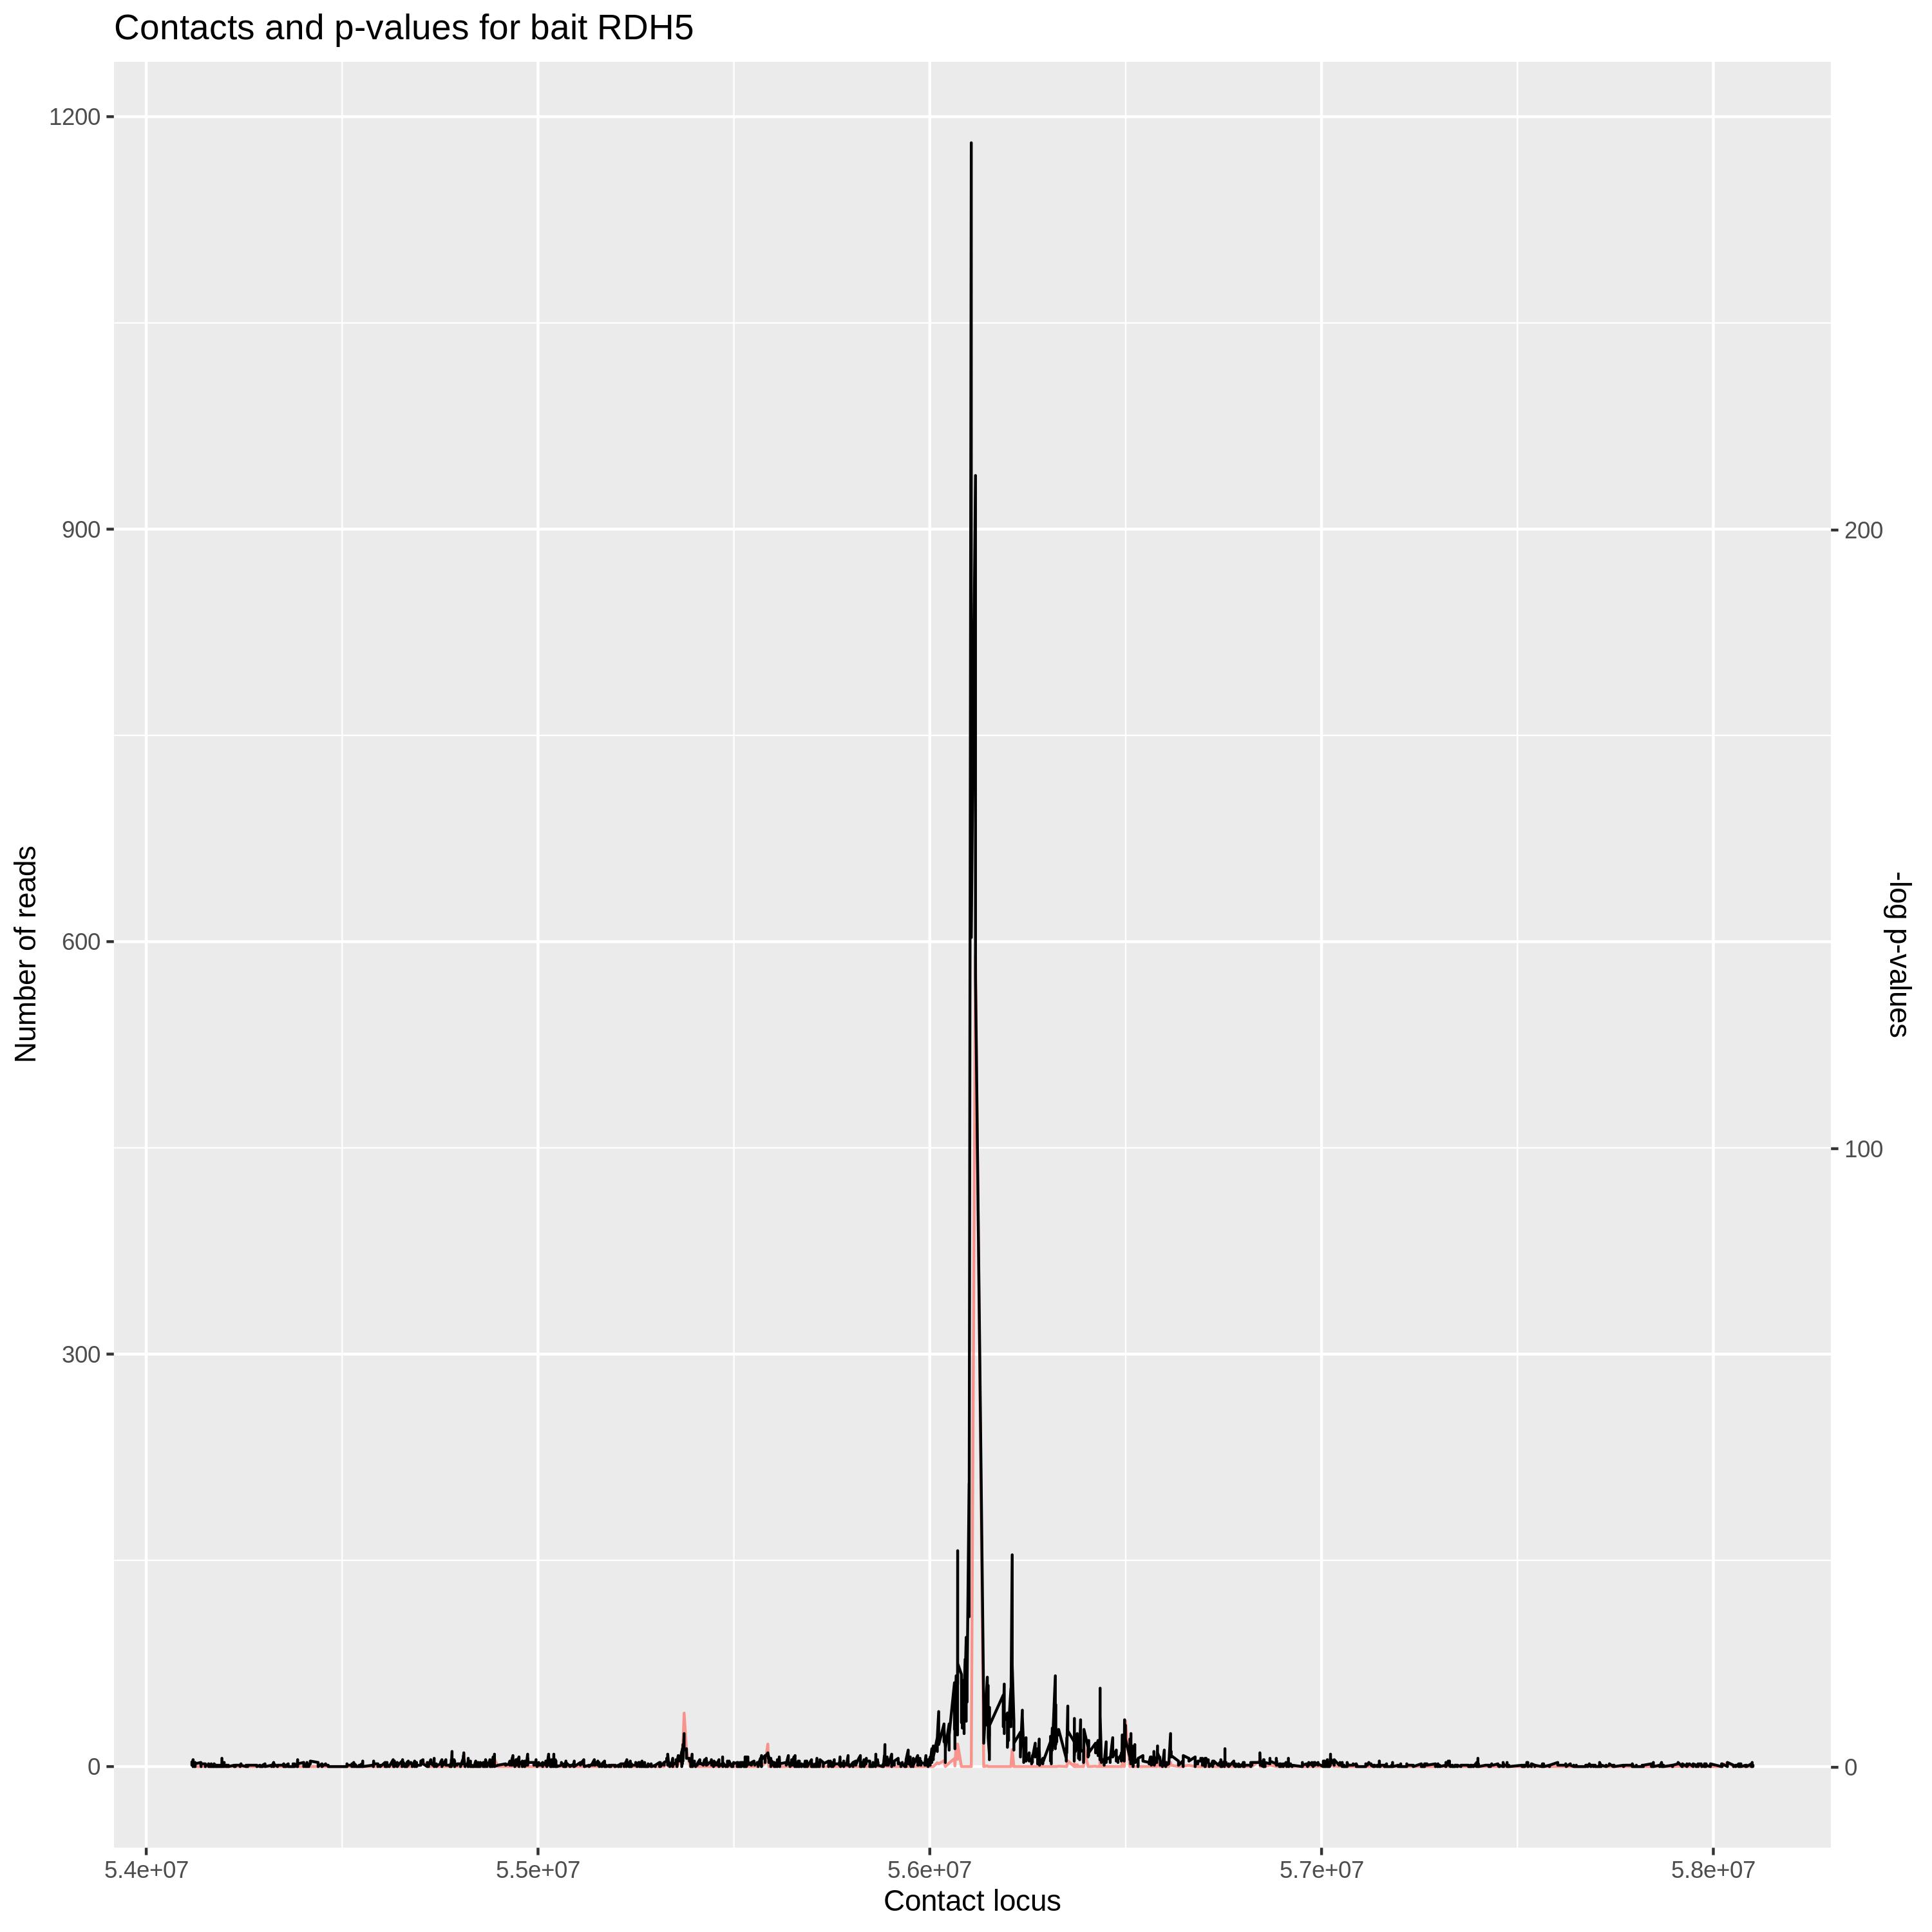 Contacts and p-values for bait RDH5
1200
900
600
300
0
Number of reads
200
100
0
-log p-values
5.4e+07
5.5e+07
5.6e+07
5.7e+07
5.8e+07
Contact locus